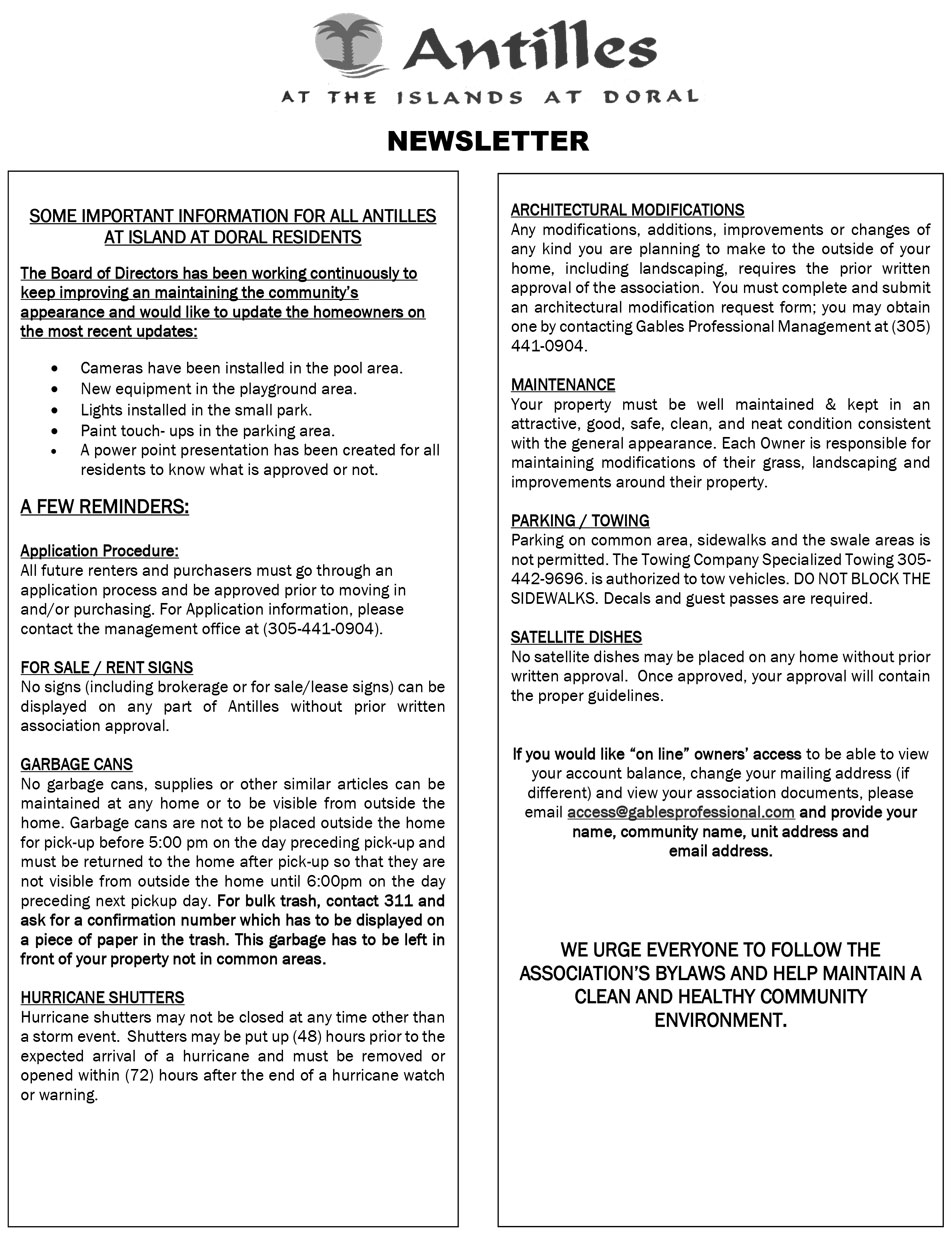 Antilles
AT THE ISLANDS AT DORAL
NEWSLETTER
SOME IMPORTANT INFORMATION FOR ALL ANTILLES
AT ISLAND AT DORAL RESIDENTS
The Board of Directors has been working continuously to
keep improving an maintaining the community’s
appearance and would like to update the homeowners on
the most recent updates:
• Cameras have been installed in the pool area.
• New equipment in the playground area.
• Lights installed in the small park.
• Paint touch- ups in the parking area.
• A power point presentation has been created for all
residents to know what is approved or not.
A FEW REMINDERS:
Application Procedure:
All future renters and purchasers must go through an
application process and be approved prior to moving in
and/or purchasing. For Application information, please
contact the management office at (305-441-0904).
FOR SALE / RENT SIGNS
No signs (including brokerage or for sale/lease signs) can be
displayed on any part of Antilles without prior written
association approval.
GARBAGE CANS
No garbage cans, supplies or other similar articles can be
maintained at any home or to be visible from outside the
home. Garbage cans are not to be placed outside the home
for pick-up before 5:00 pm on the day preceding pick-up and
must be returned to the home after pick-up so that they are
not visible from outside the home until 6:00pm on the day
preceding next pickup day. For bulk trash, contact 311 and
ask for a confirmation number which has to be displayed on
a piece of paper in the trash. This garbage has to be left in
front of your property not in common areas.
HURRICANE SHUTTERS
Hurricane shutters may not be closed at any time other than
a storm event. Shutters may be put up (48) hours prior to the
expected arrival of a hurricane and must be removed or
opened within (72) hours after the end of a hurricane watch
or warning.
ARCHITECTURAL MODIFICATIONS
Any modifications, additions, improvements or changes of
any kind you are planning to make to the outside of your
home, including landscaping, requires the prior written
approval of the association. You must complete and submit
an architectural modification request form; you may obtain
one by contacting Gables Professional Management at (305)
441-0904.
MAINTENANCE
Your property must be well maintained & kept in an
attractive, good, safe, clean, and neat condition consistent
with the general appearance. Each Owner is responsible for
maintaining modifications of their grass, landscaping and
improvements around their property.
PARKING / TOWING
Parking on common area, sidewalks and the swale areas is
not permitted. The Towing Company Specialized Towing 305-
442-9696. is authorized to tow vehicles. DO NOT BLOCK THE
SIDEWALKS. Decals and guest passes are required.
SATELLITE DISHES
No satellite dishes may be placed on any home without prior
written approval. Once approved, your approval will contain
the proper guidelines.
If you would like “on line” owners’ access to be able to view
your account balance, change your mailing address (if
different) and view your association documents, please
email access@gablesprofessional.com and provide your
name, community name, unit address and
email address.
WE URGE EVERYONE TO FOLLOW THE
ASSOCIATION’S BYLAWS AND HELP MAINTAIN A
CLEAN AND HEALTHY COMMUNITY
ENVIRONMENT.